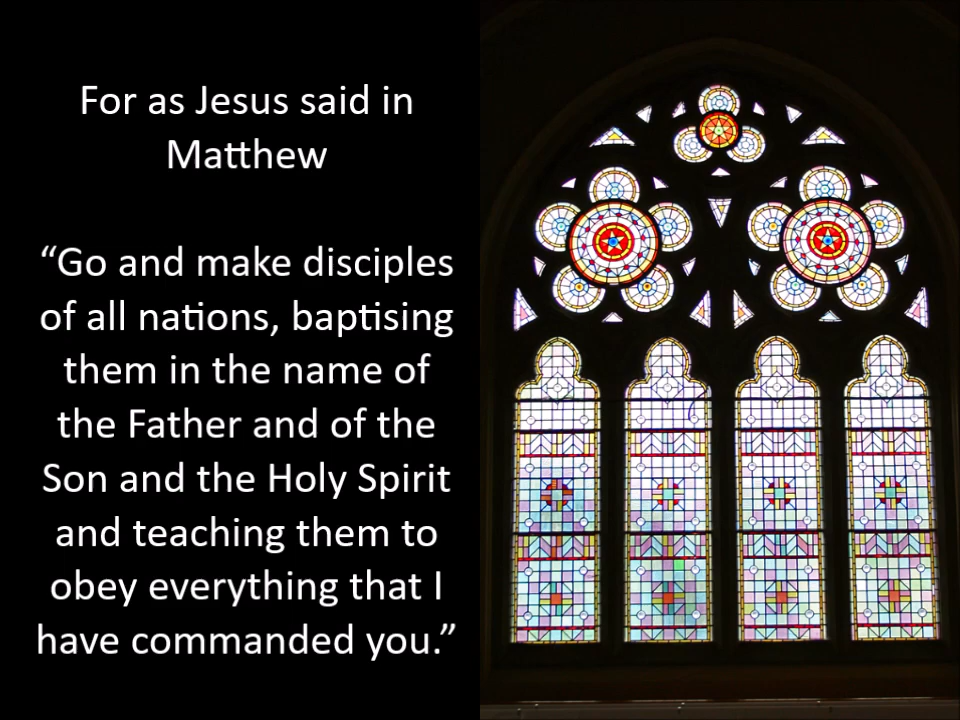 For as Jesus said in
Matthew
“Go and make disciples
of all nations, baptising
them in the name of
the Father and of the
Son and the Holy Spirit
and teaching them to
obey everything that I
have commanded you.”